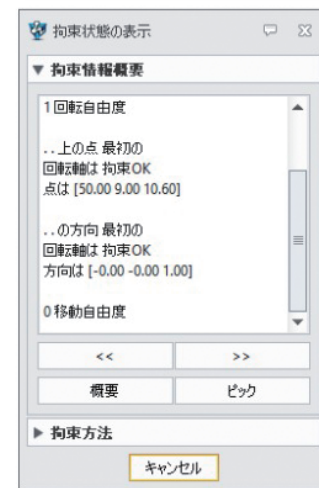 拘束状態の表示
▼ 拘束情報概要
1 回転自由度
..上の点 最初の
回転軸は 拘束OK
点は [50.00 9.00 10.60]
..の方向 最初の
回転軸は 拘束OK
方向は [-0.00 -0.00 1.00]
0 移動自由度
<< >>
概要 ピック
▶ 拘束方法
キャンセル